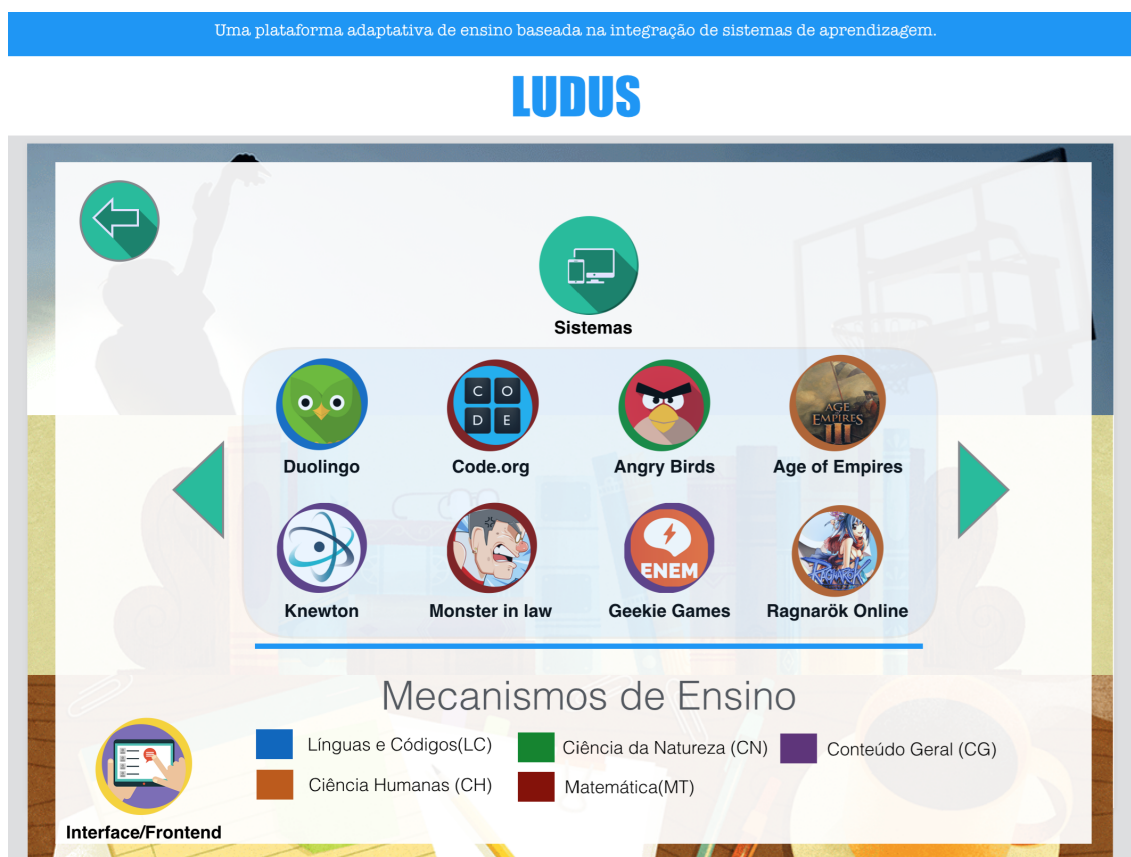 Uma plataforma adaptativa de ensino baseada na integração de sistemas de aprendizagem.
LUDUS
Sistemas
C O
D E
AGE
EMPIRES
III
Duolingo Code.org Angry Birds Age of Empires
ENEM
RAGNARÖK
Knewton Monster in law Geekie Games Ragnarök Online
Mecanismos de Ensino
Línguas e Códigos(LC) Ciência da Natureza (CN) Conteúdo Geral (CG)
Ciência Humanas (CH) Matemática(MT)
Interface/Frontend